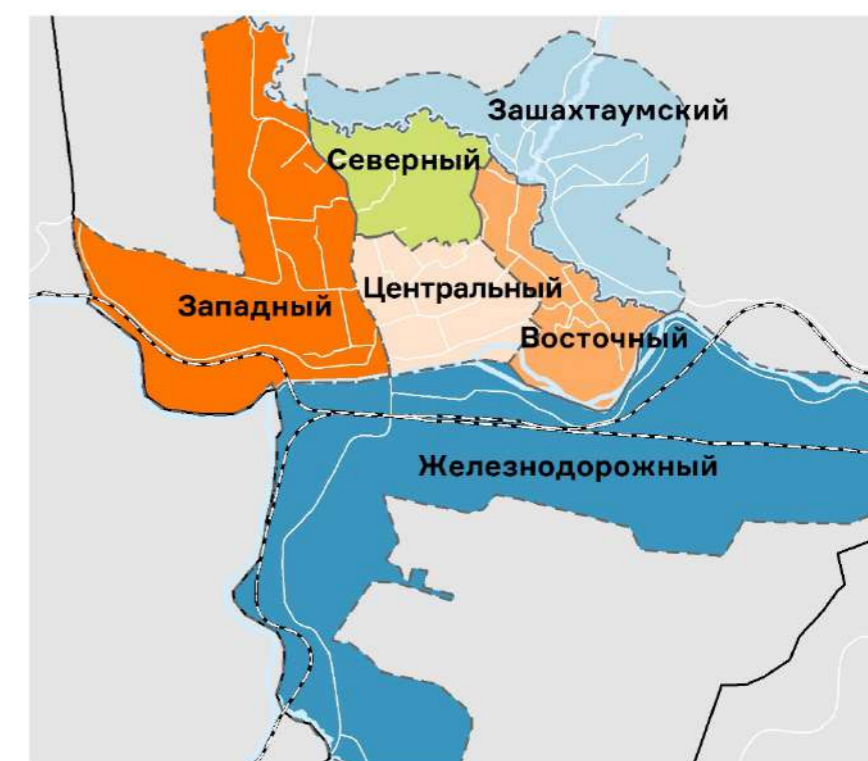 Зашахтаумский
Северный
Центральный
Западный
Восточный
Железнодорожный